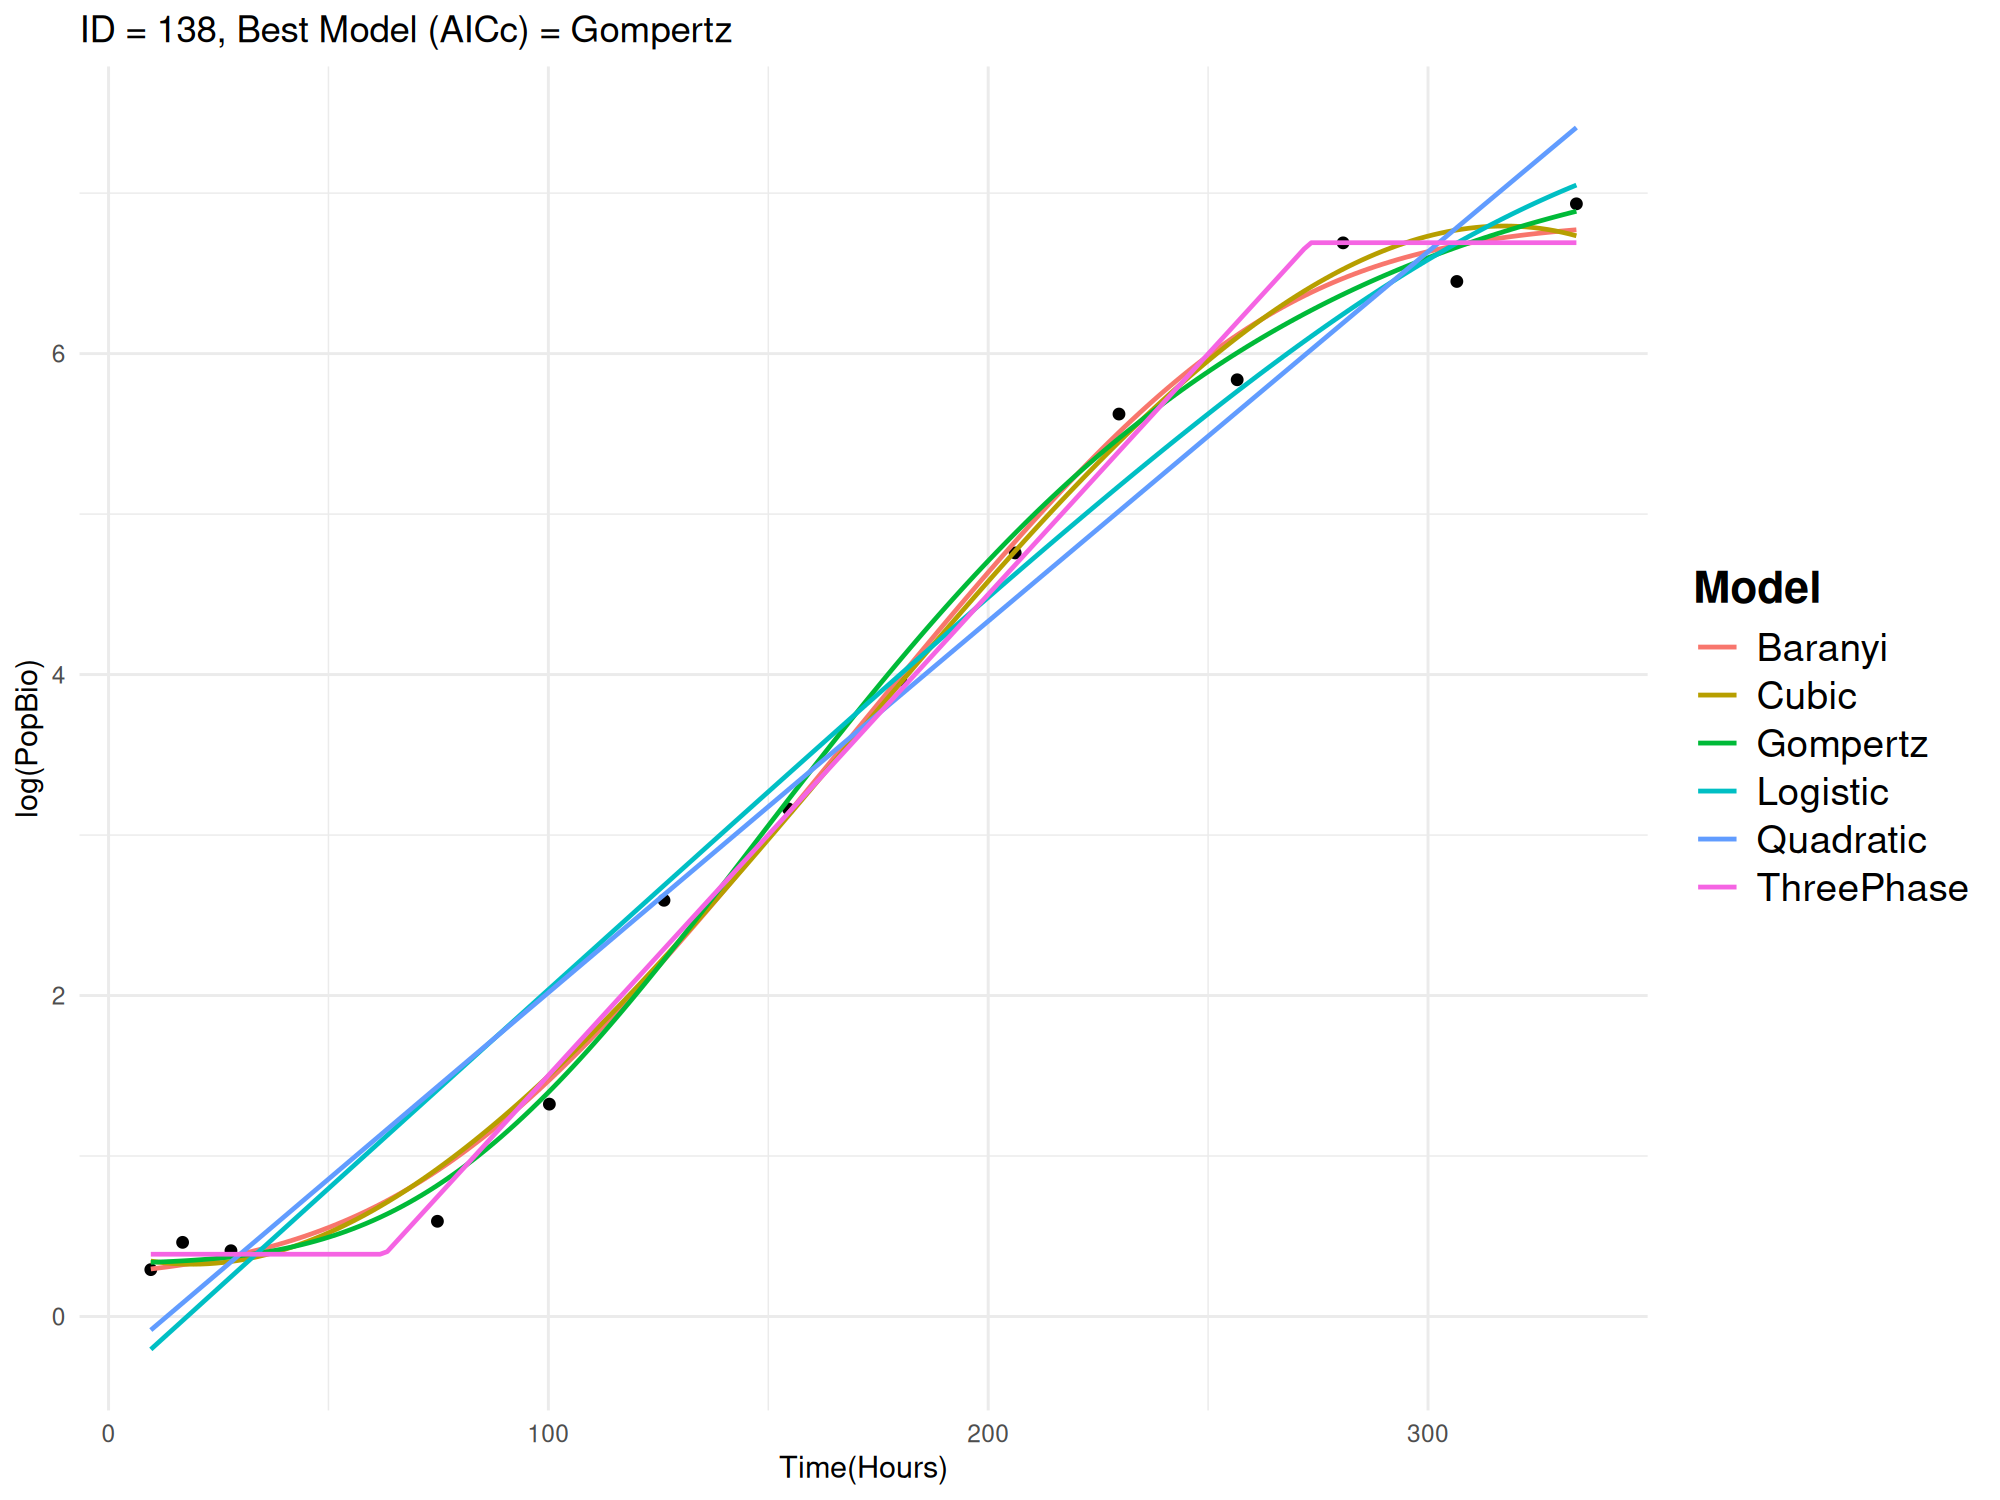 ID = 138, Best Model (AICc) = Gompertz
log(PopBio)
6
4
2
0
0
100
200
300
Time(Hours)
Model
Baranyi
Cubic
Gompertz
Logistic
Quadratic
ThreePhase